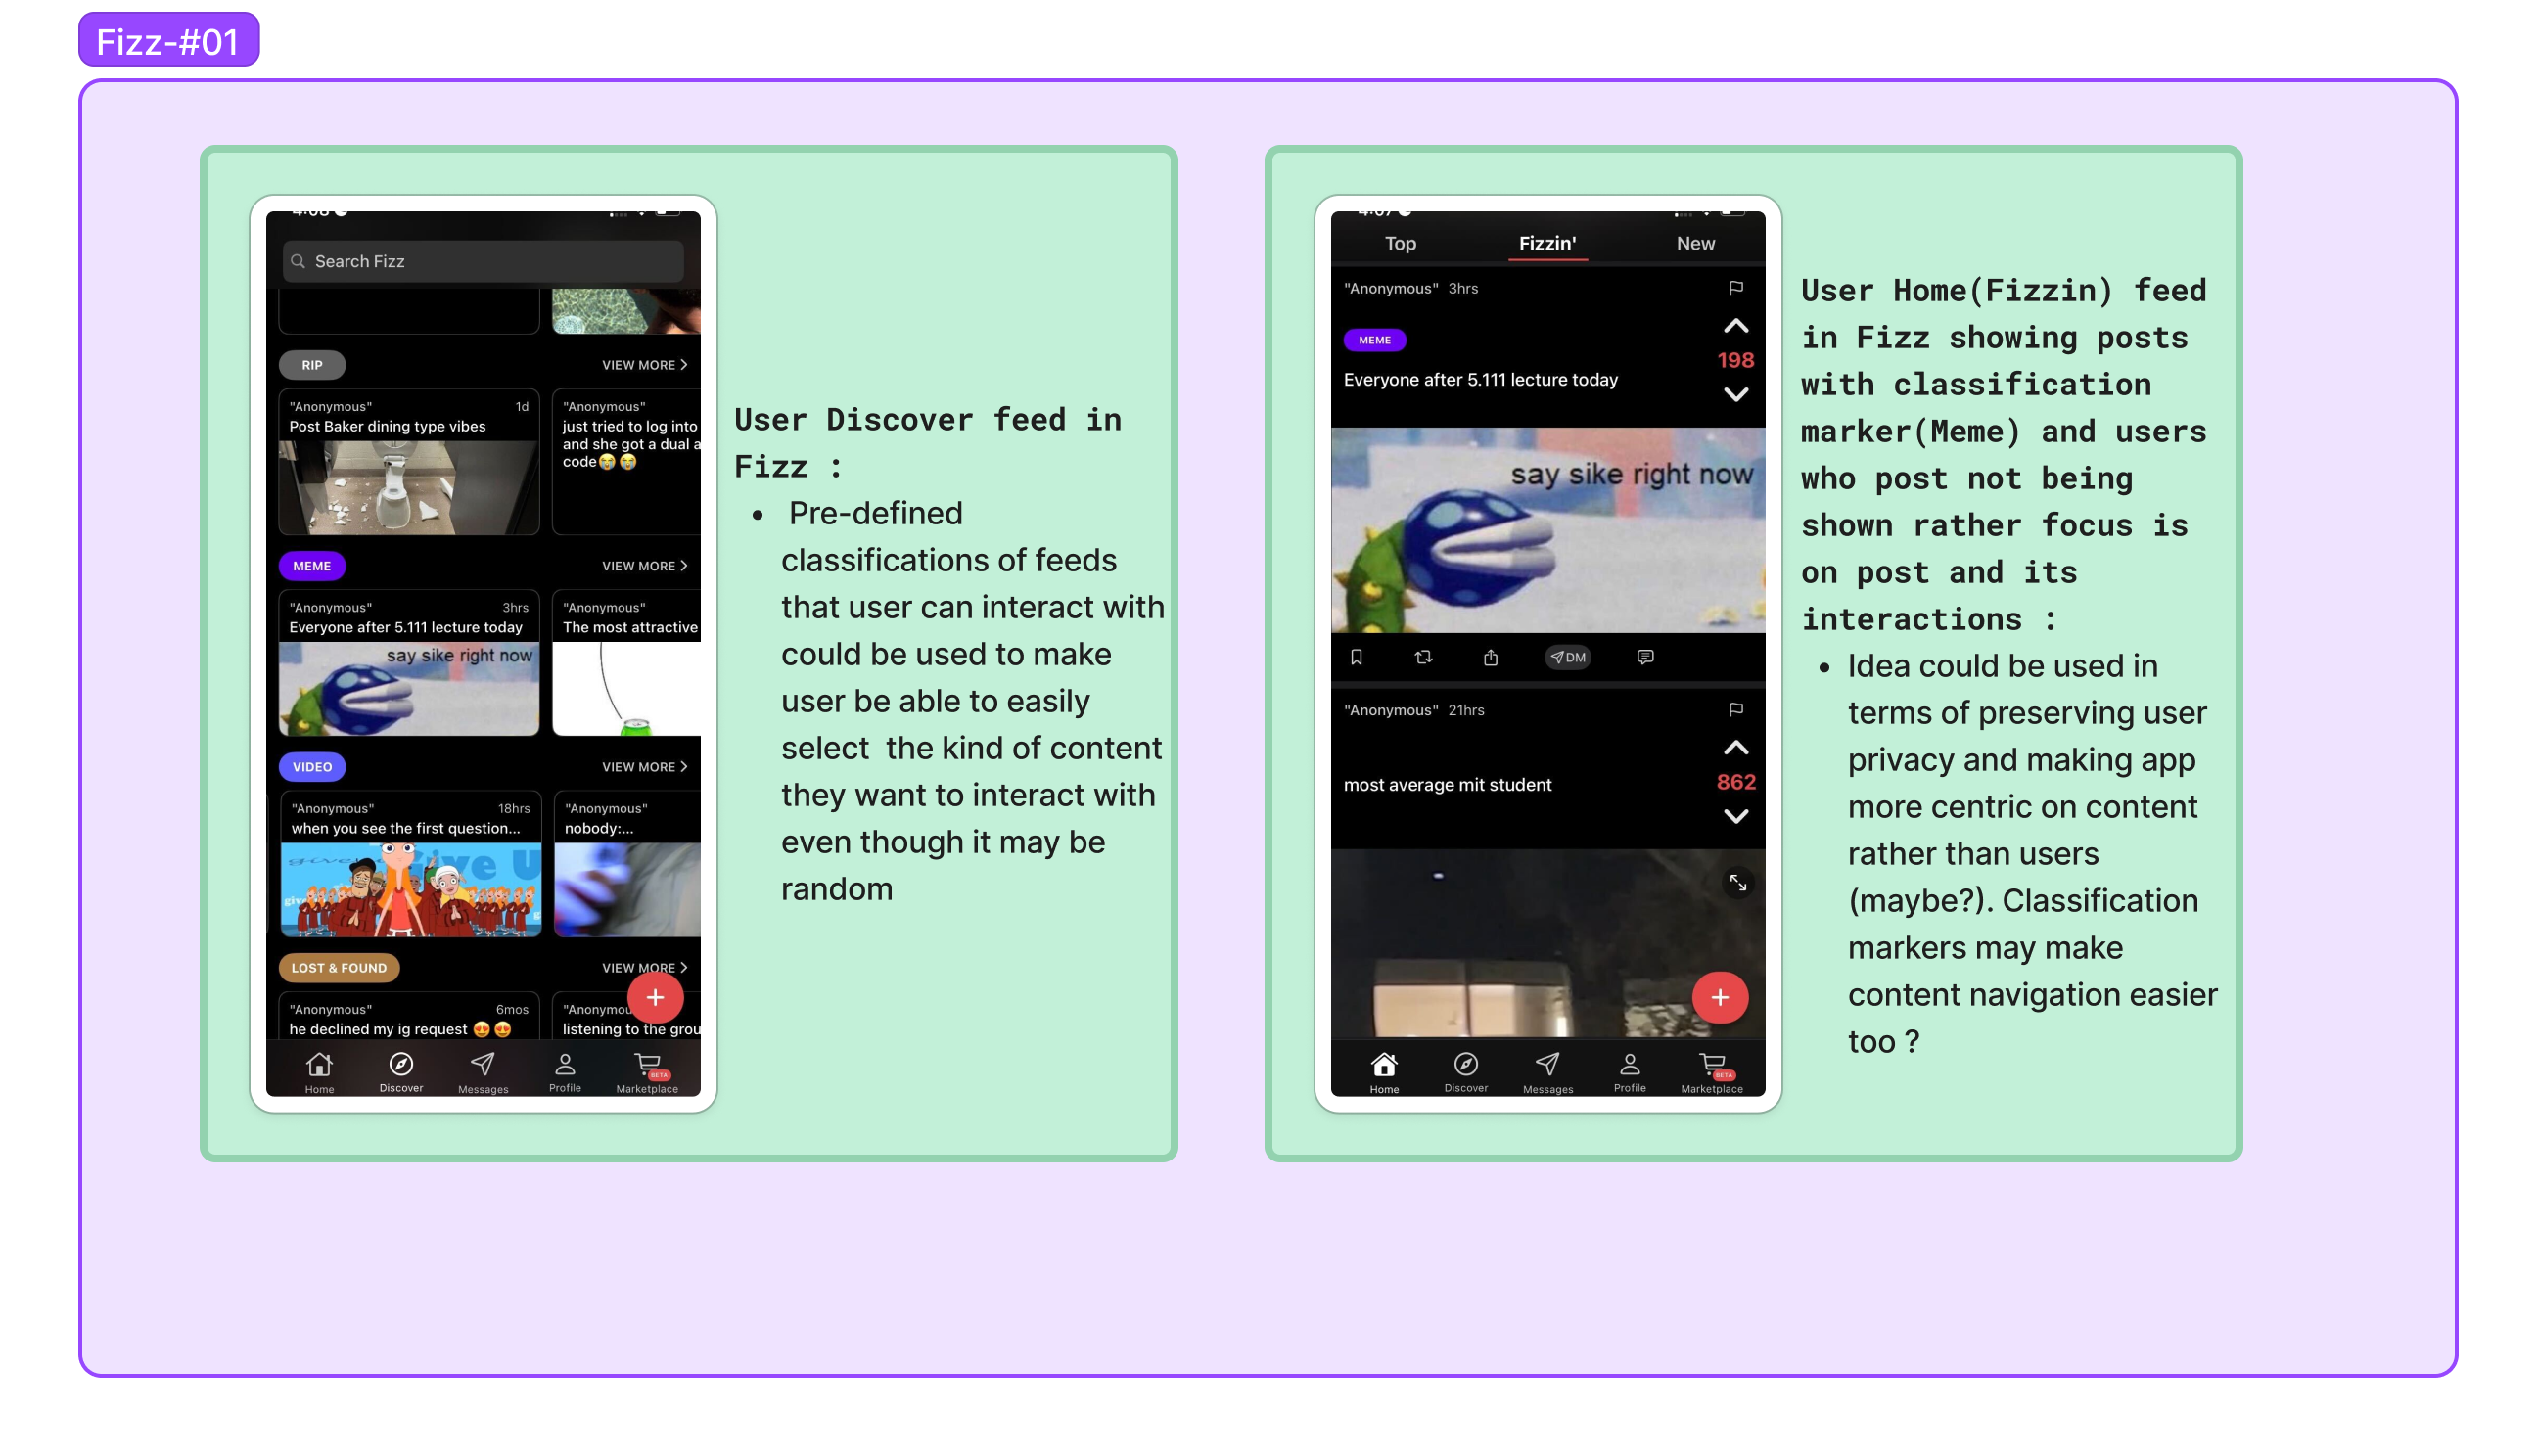 Fizz-#01
Search Fizz
RIP
VIEW MORE
"Anonymous" 1d
Post Baker dining type vibes
"Anonymous"
just tried to log into
and she got a dual a
code😭😭
MEME
VIEW MORE
"Anonymous" 3hrs
Everyone after 5.111 lecture today
say sike right now
"Anonymous"
The most attractive
VIDEO
VIEW MORE
"Anonymous" 18hrs
when you see the first question...
"Anonymous"
nobody:...
LOST & FOUND
VIEW MORE
"Anonymous" 6mos
he declined my ig request 😍😍
"Anonymou
listening to the grou
Home
Discover
Messages
Profile
BETA
Marketplace
User Discover feed in
Fizz :
• Pre-defined
classifications of feeds
that user can interact with
could be used to make
user be able to easily
select the kind of content
they want to interact with
even though it may be
random
Top
Fizzin'
New
"Anonymous" 3hrs
MEME
198
Everyone after 5.111 lecture today
say sike right now
DM
"Anonymous" 21hrs
862
most average mit student
Home
Discover
Messages
Profile
BETA
Marketplace
User Home(Fizzin) feed
in Fizz showing posts
with classification
marker(Meme) and users
who post not being
shown rather focus is
on post and its
interactions :
• Idea could be used in
terms of preserving user
privacy and making app
more centric on content
rather than users
(maybe?). Classification
markers may make
content navigation easier
too ?